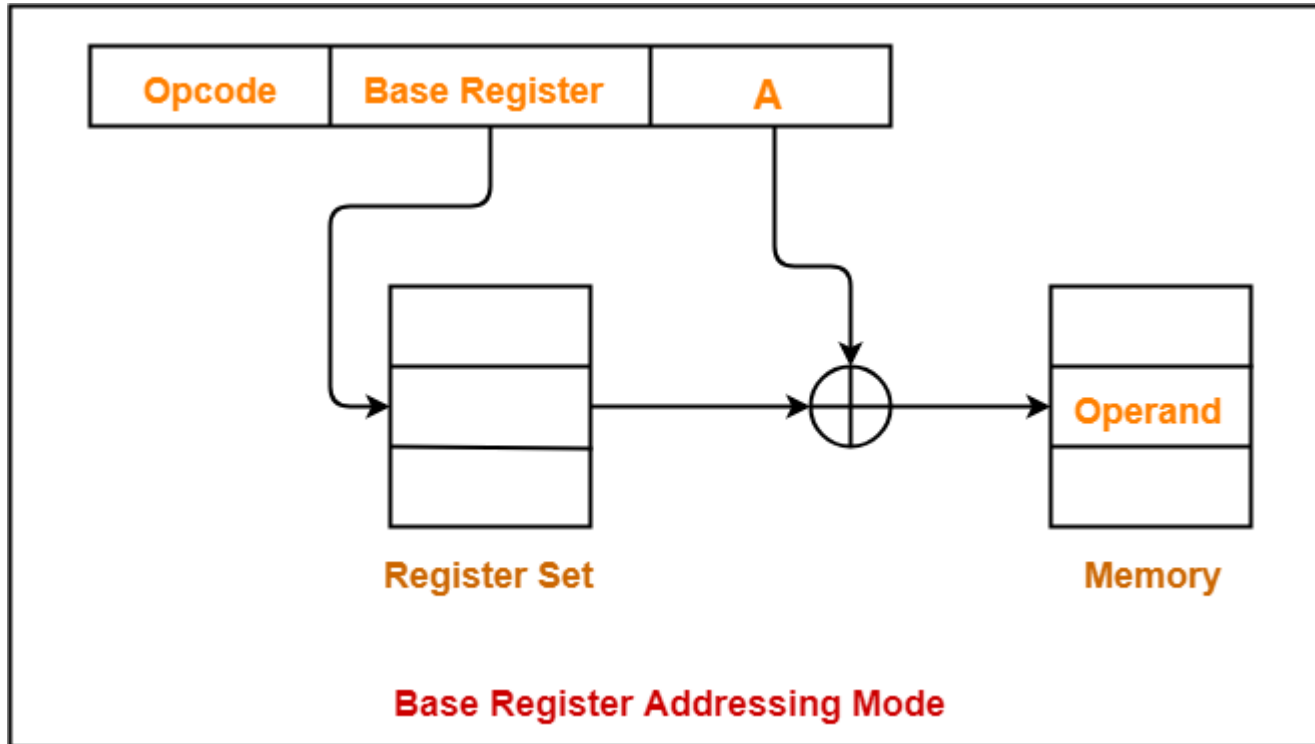 Opcode Base Register A
Operand
Register Set Memory
Base Register Addressing Mode